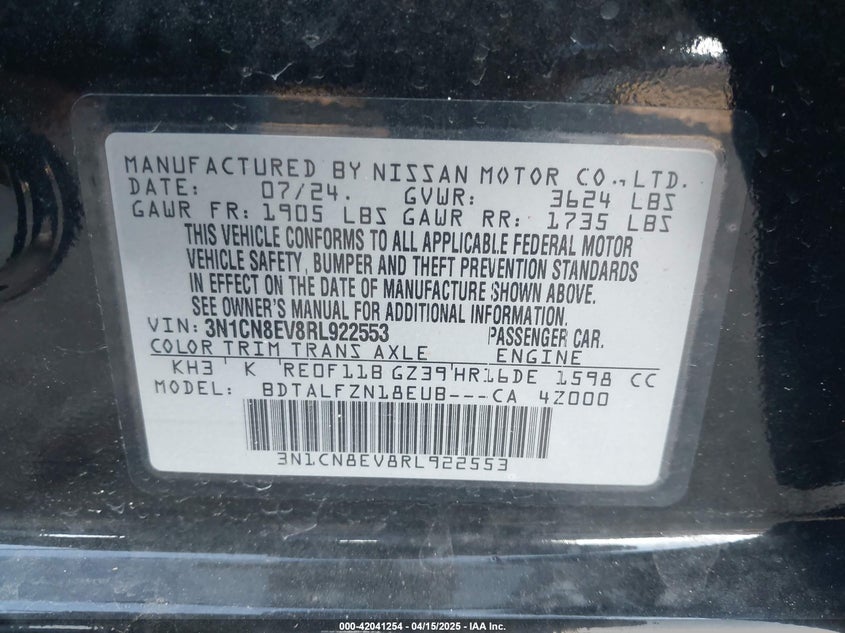 MANUFACTURED BY NISSAN MOTOR CO., LTD.
DATE: 07/24. GVWR: 3624 LBS
GAWR FR: 1905 LBS GAWR RR: 1735 LBS
THIS VEHICLE CONFORMS TO ALL APPLICABLE FEDERAL MOTOR
VEHICLE SAFETY, BUMPER AND THEFT PREVENTION STANDARDS
IN EFFECT ON THE DATE OF MANUFACTURE SHOWN ABOVE.
SEE OWNER'S MANUAL FOR ADDITIONAL INFORMATION.
VIN: 3N1CN8EV8RL922553 PASSENGER CAR.
COLOR TRIM TRANS AXLE ENGINE
KH3 ' K 'RE0F11B GZ39'HR16DE 1598 CC
MODEL: BDTALFZN18EUB---CA 4Z000
3N1CN8EV8RL922553
000-42041254 - 04/15/2025 - IAA Inc.